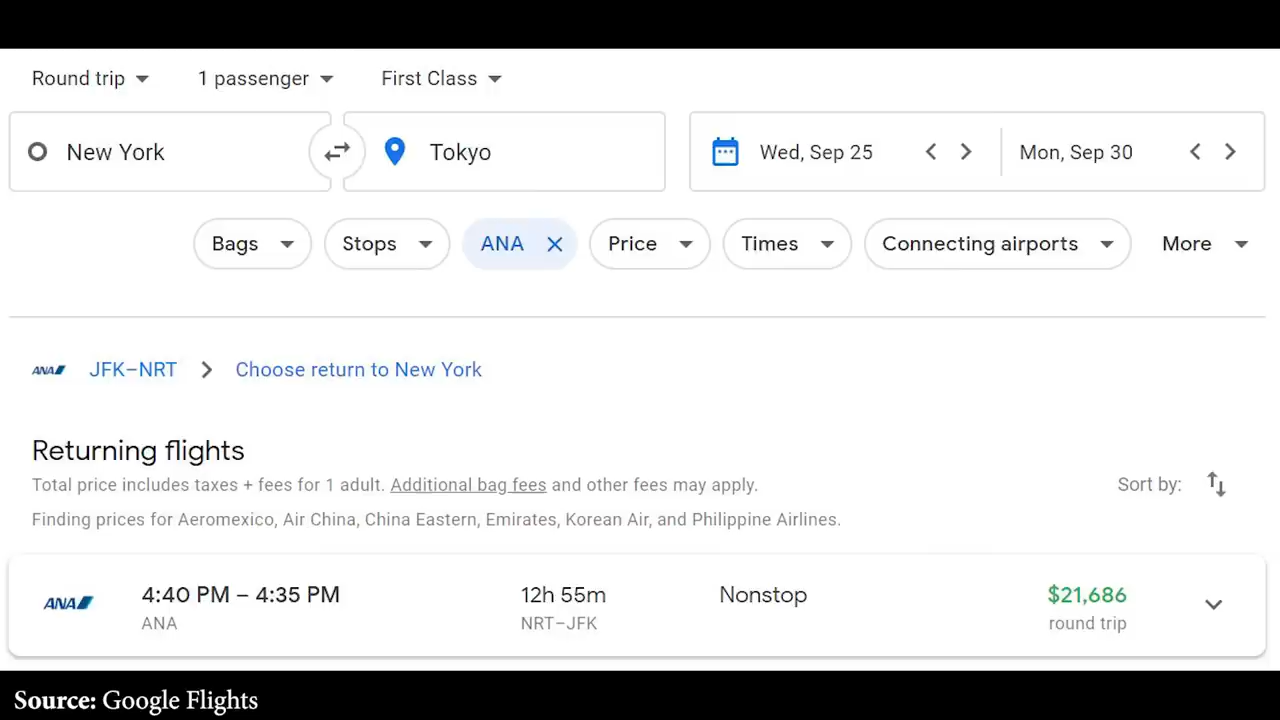 Round trip 1 passenger First Class
New York Tokyo Wed, Sep 25 Mon, Sep 30
Bags Stops ANA Price Times Connecting airports More
ANA JFK–NRT Choose return to New York
Returning flights
Total price includes taxes + fees for 1 adult. Additional bag fees and other fees may apply. Sort by:
Finding prices for Aeromexico, Air China, China Eastern, Emirates, Korean Air, and Philippine Airlines.
ANA 4:40 PM – 4:35 PM 12h 55m Nonstop $21,686
ANA NRT–JFK round trip
Source: Google Flights